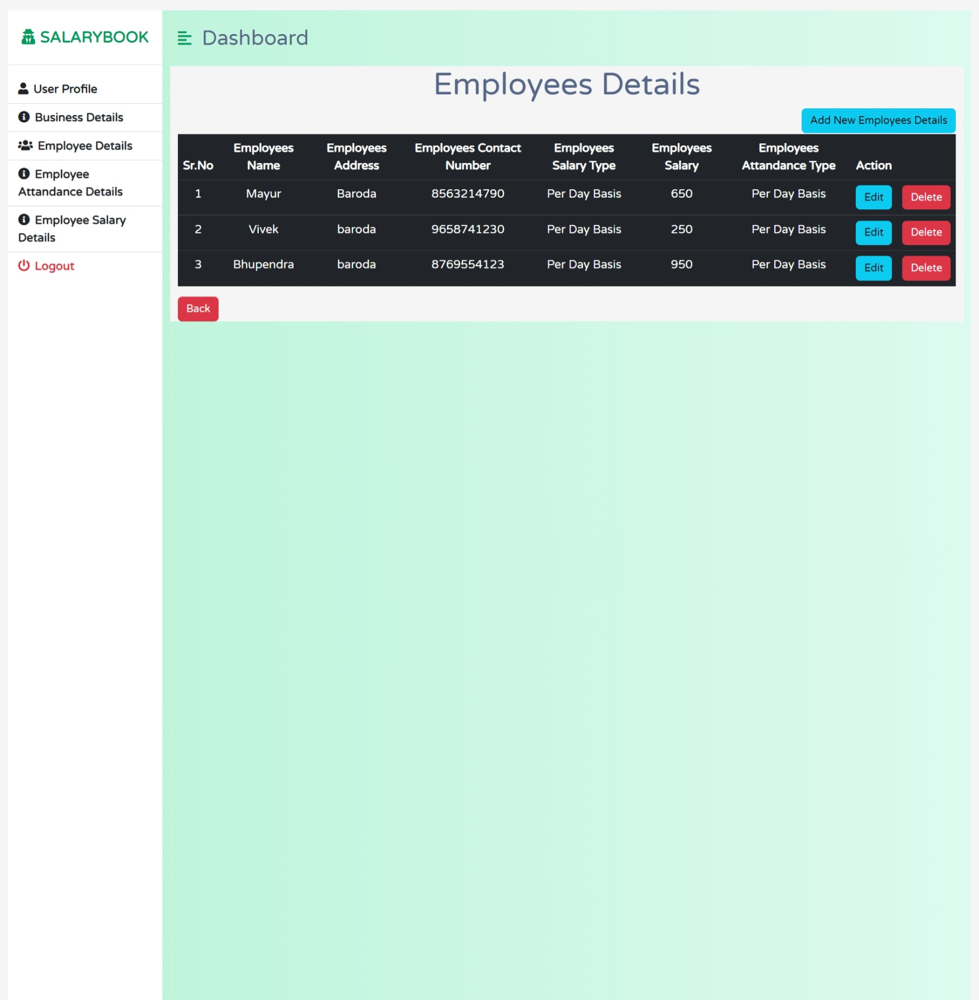 SALARYBOOK
Dashboard
User Profile
Business Details
Employee Details
Employee
Attandance Details
Employee Salary
Details
Logout
Employees Details
Add New Employees Details
Sr.No Employees Name Employees Address Employees Contact Number Employees Salary Type Employees Salary Employees Attandance Type Action
1 Mayur Baroda 8563214790 Per Day Basis 650 Per Day Basis Edit Delete
2 Vivek baroda 9658741230 Per Day Basis 250 Per Day Basis Edit Delete
3 Bhupendra baroda 8769554123 Per Day Basis 950 Per Day Basis Edit Delete
Back